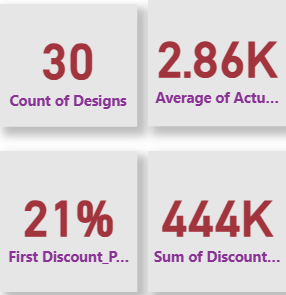 30
Count of Designs
2.86K
Average of Actu...
21%
First Discount_P...
444K
Sum of Discount...